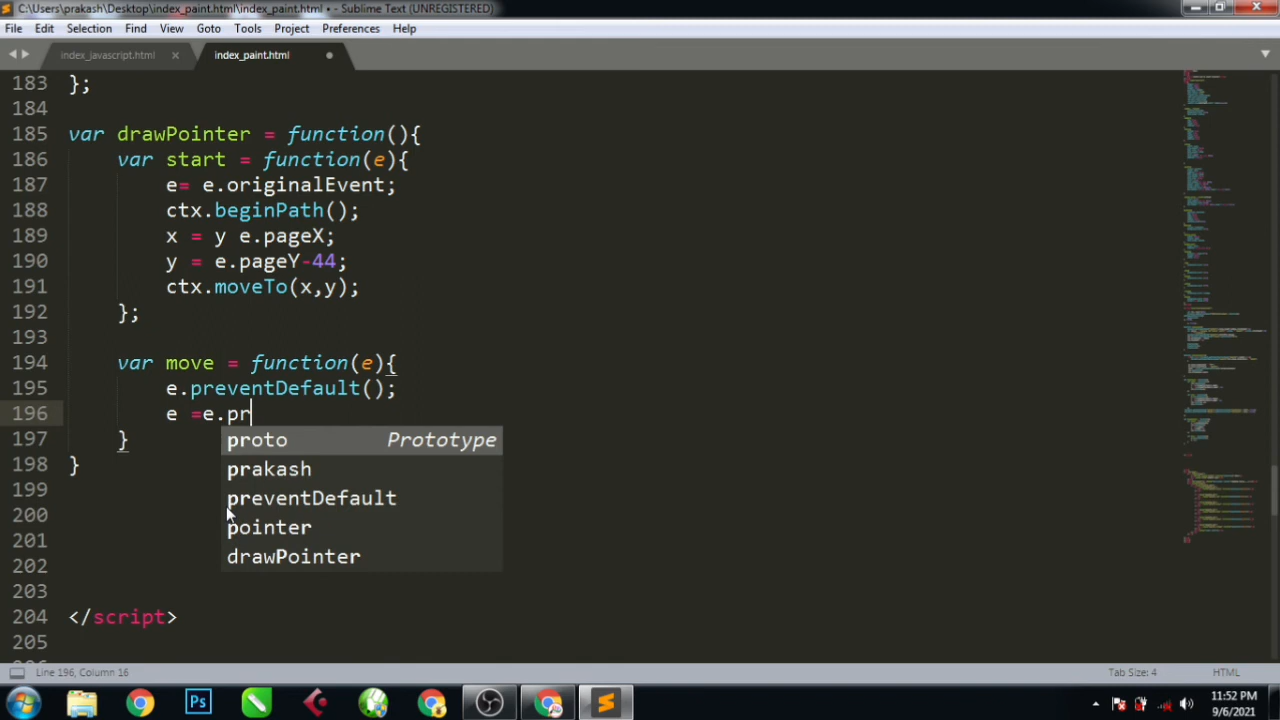 C:\Users\prakash\Desktop\index_paint.html\index_paint.html • - Sublime Text (UNREGISTERED)
File Edit Selection Find View Goto Tools Project Preferences Help
index_javascript.html × index_paint.html
183 };
184
185 var drawPointer = function(){
186 var start = function(e){
187 e= e.originalEvent;
188 ctx.beginPath();
189 x = y e.pageX;
190 y = e.pageY-44;
191 ctx.moveTo(x,y);
192 };
193
194 var move = function(e){
195 e.preventDefault();
196 e =e.pr
197 }
proto Prototype
198 }
prakash
199
preventDefault
200
pointer
201
drawPointer
202
203
204 </script>
205
Line 196, Column 16 Tab Size: 4 HTML
Ps
11:52 PM
9/6/2021